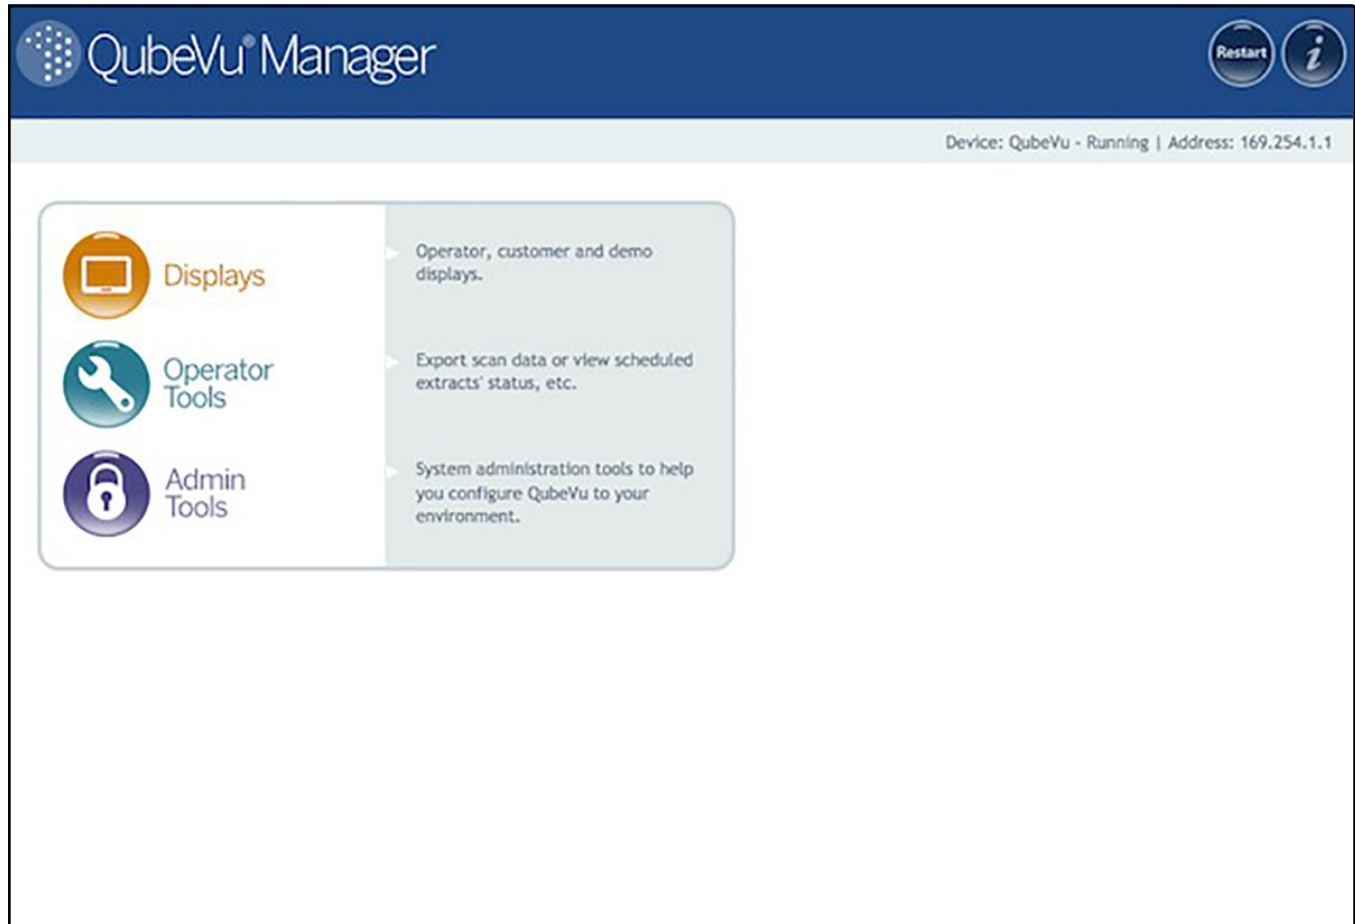 QubeVu® Manager
Restart
i
Device: QubeVu - Running | Address: 169.254.1.1
Displays
Operator, customer and demo
displays.
Operator
Tools
Export scan data or view scheduled
extracts' status, etc.
Admin
Tools
System administration tools to help
you configure QubeVu to your
environment.